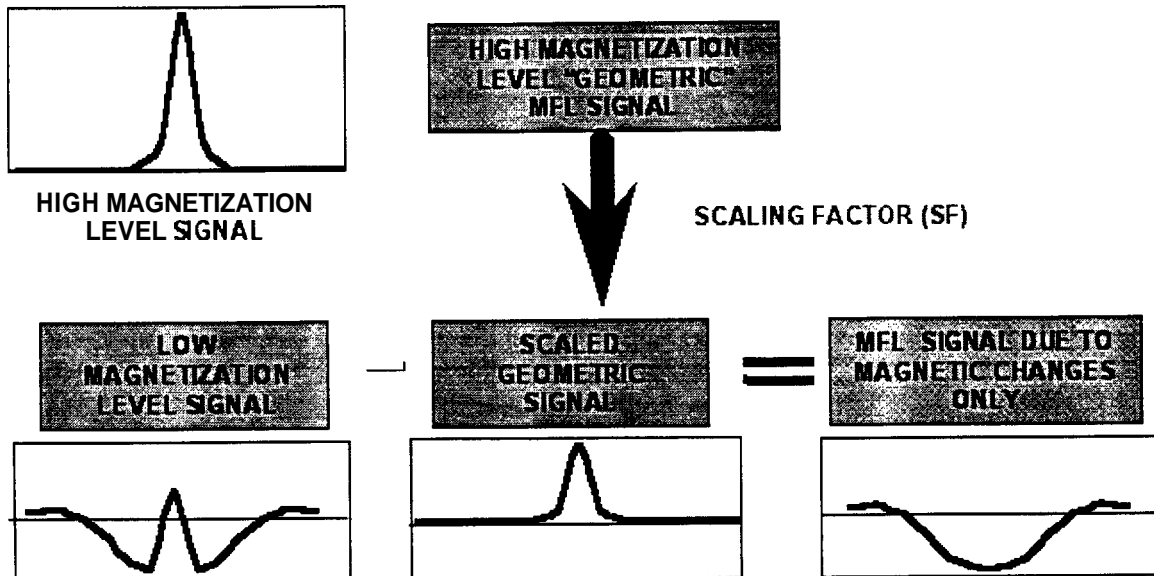 HIGH MAGNETIZATION
LEVEL "GEOMETRIC"
MFL SIGNAL
HIGH MAGNETIZATION
LEVEL SIGNAL
SCALING FACTOR (SF)
LOW
MAGNETIZATION
LEVEL SIGNAL
SCALED
GEOMETRIC
SIGNAL
MFL SIGNAL DUE TO
MAGNETIC CHANGES
ONLY